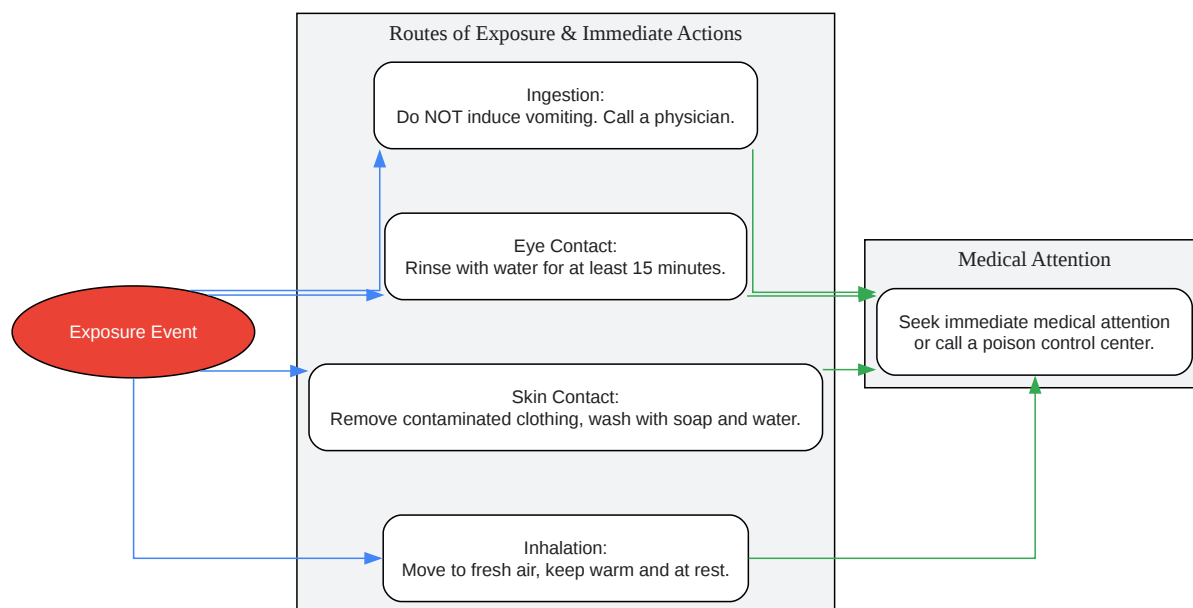 Routes of Exposure & Immediate Actions
Ingestion:
Do NOT induce vomiting. Call a physician.
Eye Contact:
Rinse with water for at least 15 minutes.
Medical Attention
Exposure Event
Seek immediate medical attention
or call a poison control center.
Skin Contact:
Remove contaminated clothing, wash with soap and water.
Inhalation:
Move to fresh air, keep warm and at rest.